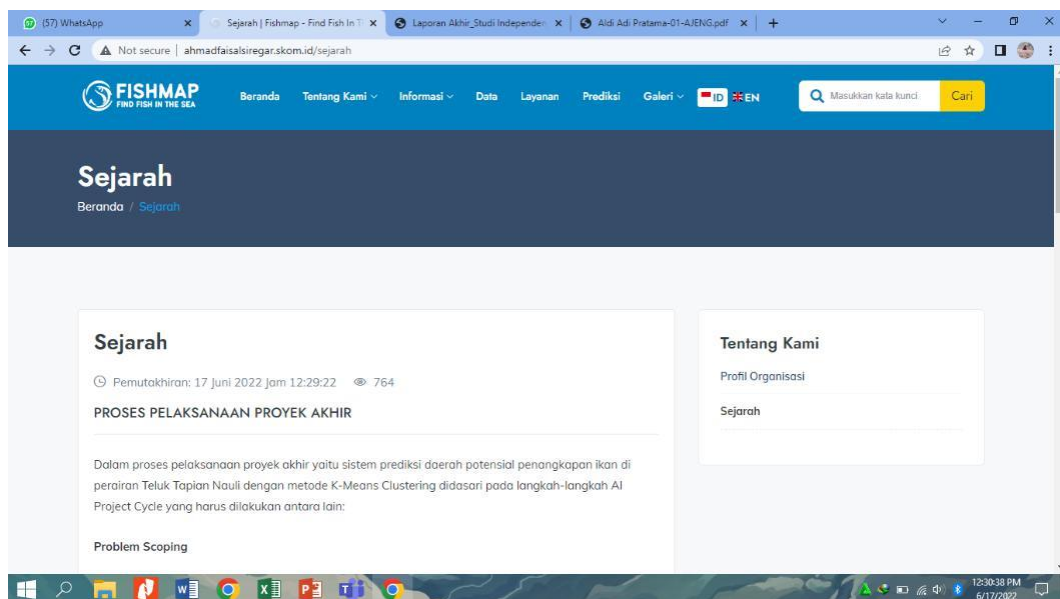 (57) WhatsApp
Sejarah | Fishmap - Find Fish In T
Laporan Akhir_Studi Independen
Aldi Adi Pratama-01-AJENG.pdf
Not secure | ahmadfaisalsiregar.skom.id/sejarah
FISHMAP
FIND FISH IN THE SEA
Beranda Tentang Kami Informasi Data Layanan Prediksi Galeri ID EN
Masukkan kata kunci Cari
Sejarah
Beranda / Sejarah
Sejarah
Pemutakhiran: 17 Juni 2022 Jam 12:29:22 764
PROSES PELAKSANAAN PROYEK AKHIR
Dalam proses pelaksanaan proyek akhir yaitu sistem prediksi daerah potensial penangkapan ikan di
perairan Teluk Tapian Nauli dengan metode K-Means Clustering didasari pada langkah-langkah AI
Project Cycle yang harus dilakukan antara lain:
Problem Scoping
Tentang Kami
Profil Organisasi
Sejarah
12:30:38 PM
6/17/2022